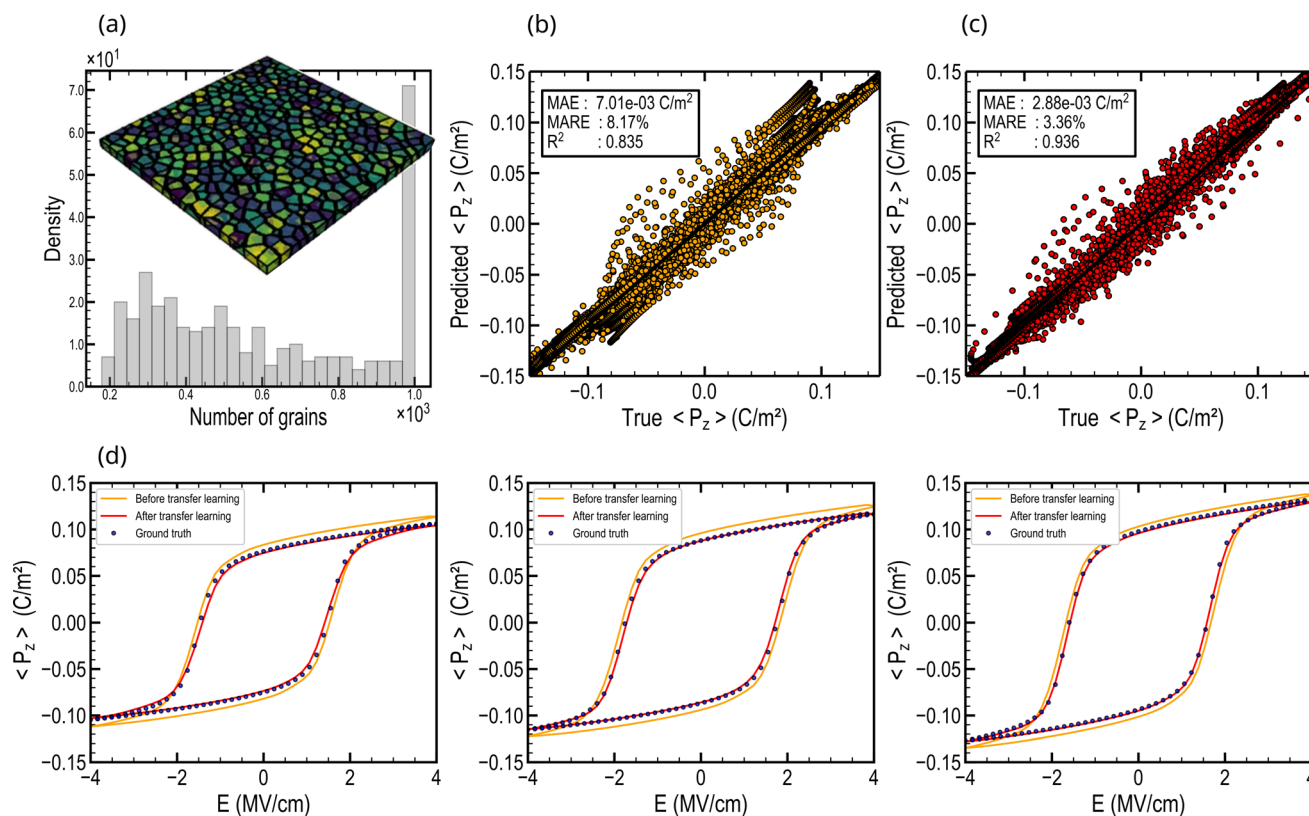 (a)
×10¹
7.0
6.0
5.0
4.0
3.0
2.0
1.0
0.0
Density
0.2 0.4 0.6 0.8 1.0
×10³
Number of grains
(b)
0.15
0.10
0.05
0.00
−0.05
−0.10
−0.15
Predicted < P_z > (C/m²)
MAE : 7.01e-03 C/m²
MARE : 8.17%
R² : 0.835
−0.1 0.0 0.1
True < P_z > (C/m²)
(c)
0.15
0.10
0.05
0.00
−0.05
−0.10
−0.15
Predicted < P_z > (C/m²)
MAE : 2.88e-03 C/m²
MARE : 3.36%
R² : 0.936
−0.1 0.0 0.1
True < P_z > (C/m²)
(d)
0.15
0.10
0.05
0.00
−0.05
−0.10
−0.15
< P_z > (C/m²)
Before transfer learning
After transfer learning
Ground truth
−4 −2 0 2 4
E (MV/cm)
0.15
0.10
0.05
0.00
−0.05
−0.10
−0.15
< P_z > (C/m²)
Before transfer learning
After transfer learning
Ground truth
−4 −2 0 2 4
E (MV/cm)
0.15
0.10
0.05
0.00
−0.05
−0.10
−0.15
< P_z > (C/m²)
Before transfer learning
After transfer learning
Ground truth
−4 −2 0 2 4
E (MV/cm)